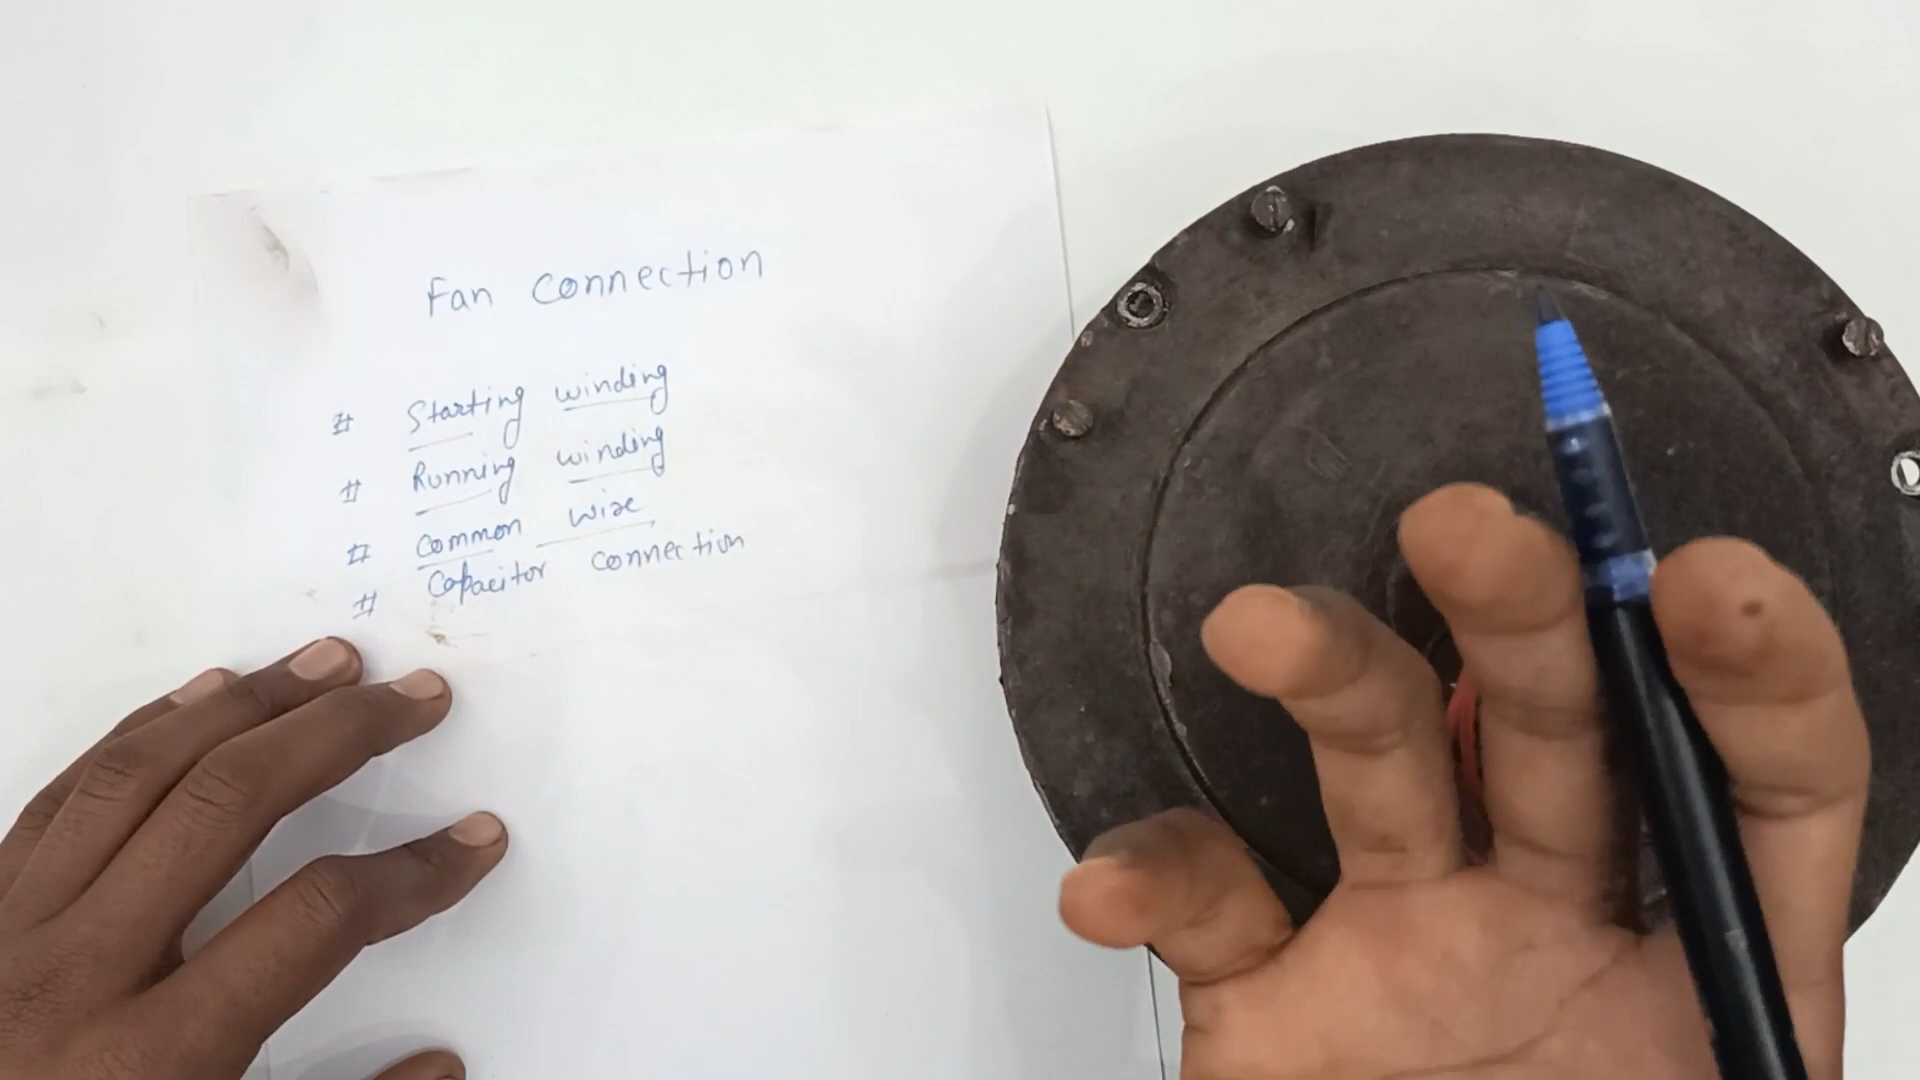 Fan connection
# Starting winding
# Running winding
# Common wire
# Capacitor connection